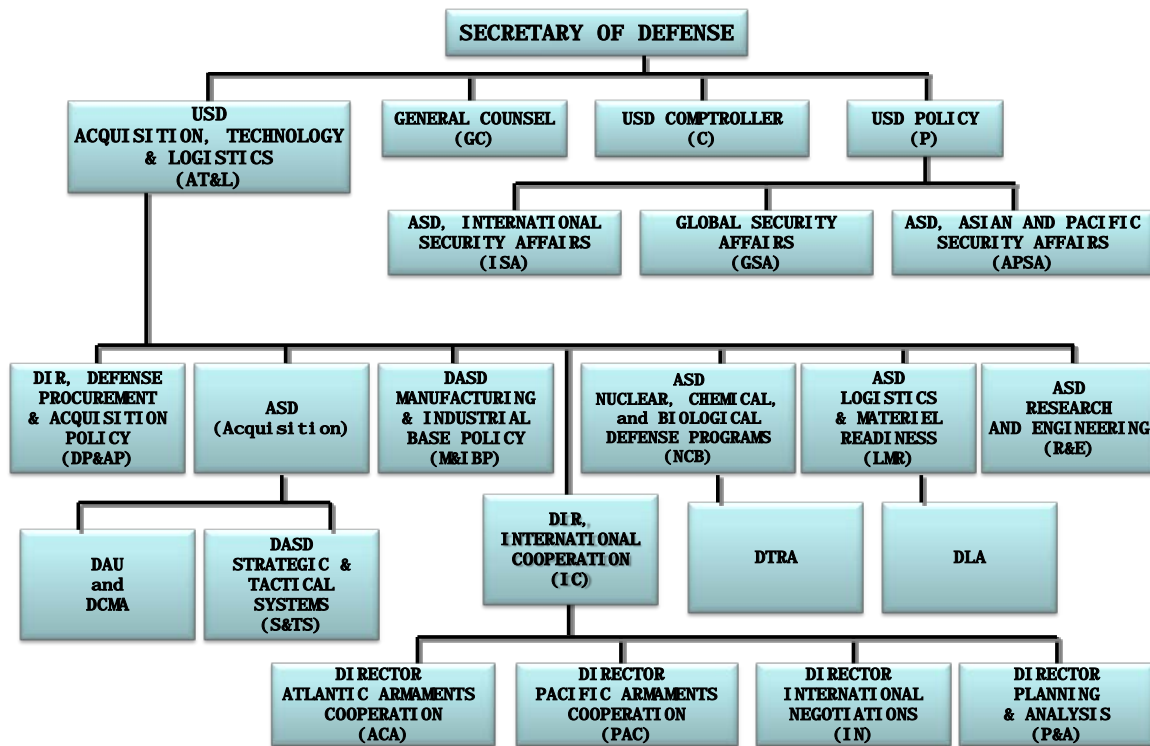 SECRETARY OF DEFENSE
USD
ACQUISITION, TECHNOLOGY
& LOGISTICS
(AT&L)
GENERAL COUNSEL
(GC)
USD COMPTROLLER
(C)
USD POLICY
(P)
ASD, INTERNATIONAL
SECURITY AFFAIRS
(ISA)
GLOBAL SECURITY
AFFAIRS
(GSA)
ASD, ASIAN AND PACIFIC
SECURITY AFFAIRS
(APSA)
DIR, DEFENSE
PROCUREMENT
& ACQUISITION
POLICY
(DP&AP)
ASD
(Acquisition)
DASD
MANUFACTURING
& INDUSTRIAL
BASE POLICY
(M&IBP)
ASD
NUCLEAR, CHEMICAL,
and BIOLOGICAL
DEFENSE PROGRAMS
(NCB)
ASD
LOGISTICS
& MATERIEL
READINESS
(LMR)
ASD
RESEARCH
AND ENGINEERING
(R&E)
DAU
and
DCMA
DASD
STRATEGIC &
TACTICAL
SYSTEMS
(S&TS)
DIR,
INTERNATIONAL
COOPERATION
(IC)
DTRA
DLA
DIRECTOR
ATLANTIC ARMAMENTS
COOPERATION
(ACA)
DIRECTOR
PACIFIC ARMAMENTS
COOPERATION
(PAC)
DIRECTOR
INTERNATIONAL
NEGOTIATIONS
(IN)
DIRECTOR
PLANNING
& ANALYSIS
(P&A)